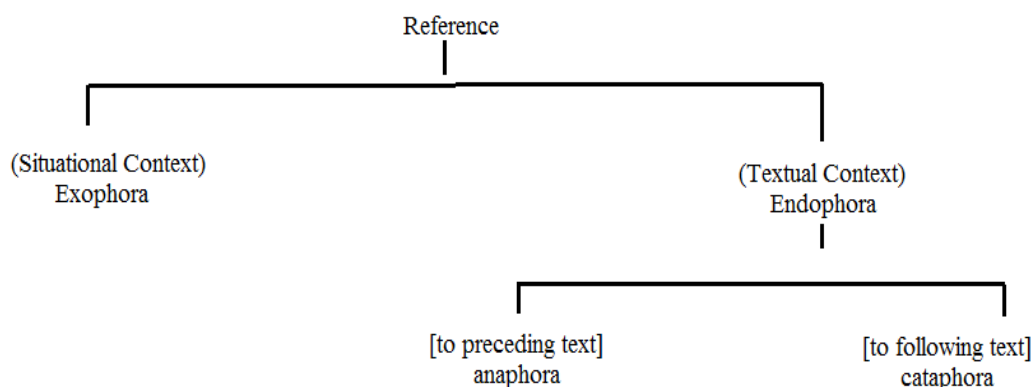 Reference
(Situational Context)
Exophora
(Textual Context)
Endophora
[to preceding text]
anaphora
[to following text]
cataphora